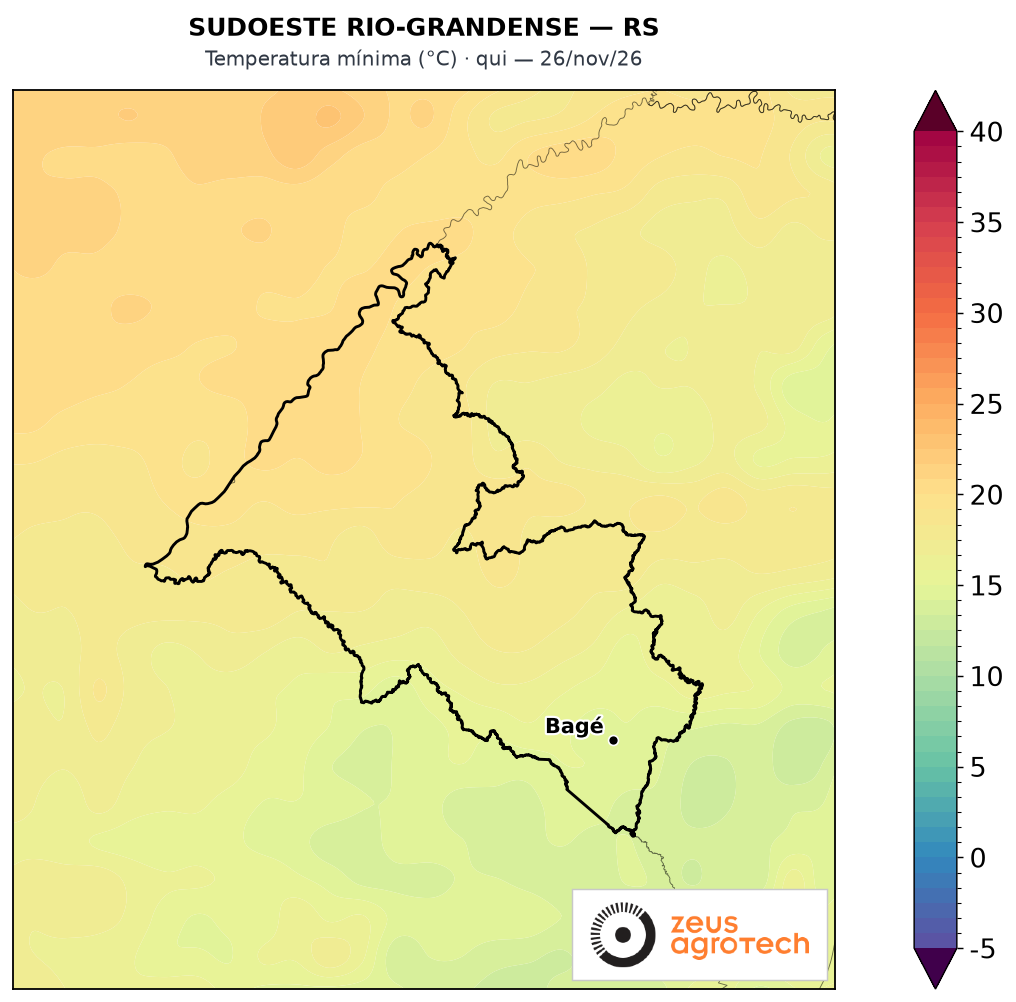 SUDOESTE RIO-GRANDENSE — RS
Temperatura mínima (°C) · qui — 26/nov/26
40
35
30
25
20
15
10
5
0
-5
Bagé
zeus
agrotech